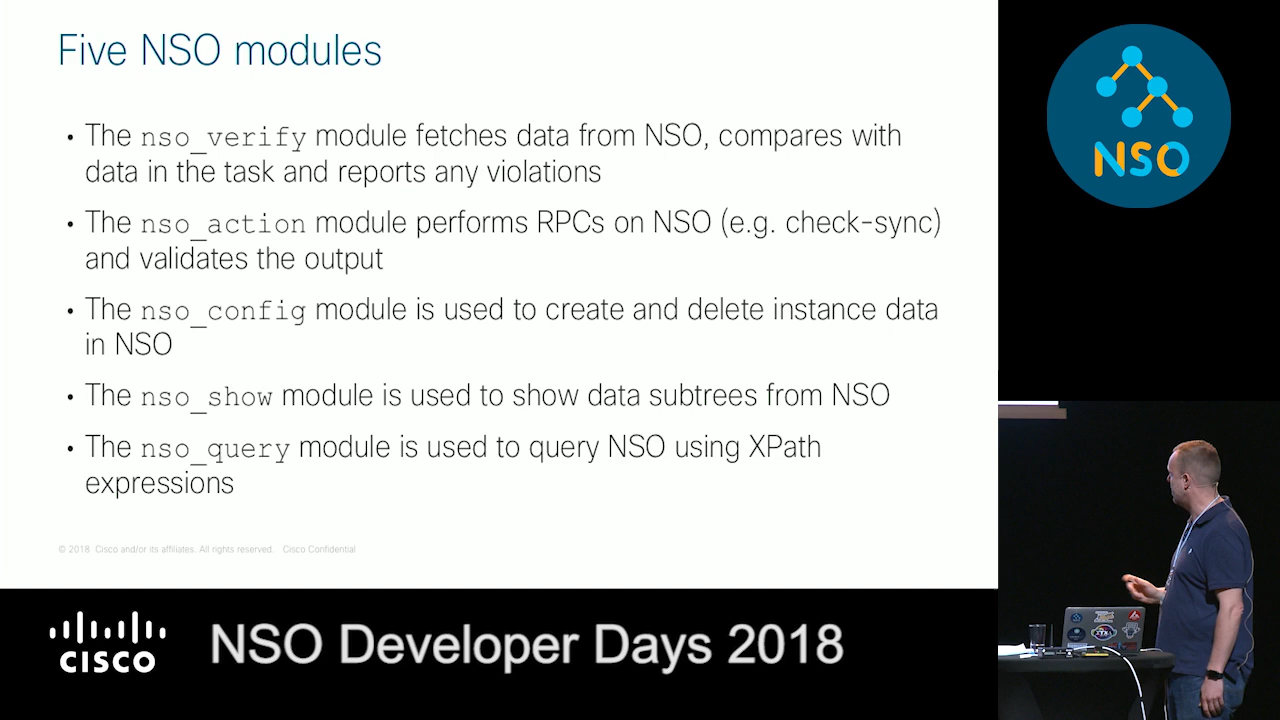 Five NSO modules
• The nso_verify module fetches data from NSO, compares with
data in the task and reports any violations
• The nso_action module performs RPCs on NSO (e.g. check-sync)
and validates the output
• The nso_config module is used to create and delete instance data
in NSO
• The nso_show module is used to show data subtrees from NSO
• The nso_query module is used to query NSO using XPath
expressions
© 2018 Cisco and/or its affiliates. All rights reserved. Cisco Confidential
NSO
CISCO
NSO Developer Days 2018